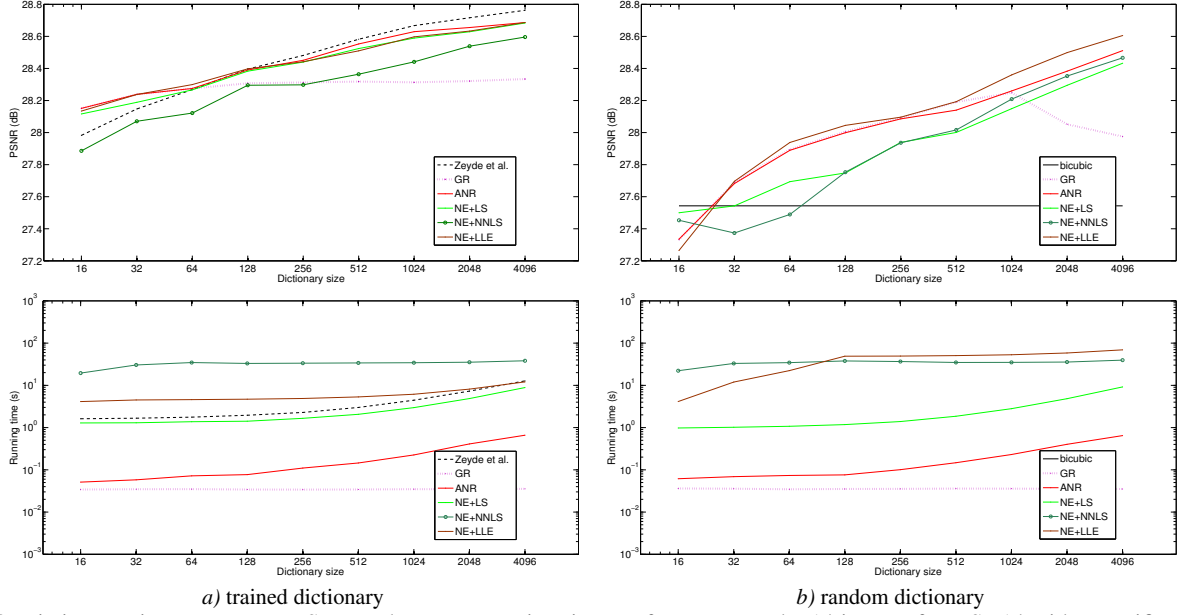 28.8
28.6
28.4
28.2
28
27.8
27.6
27.4
27.2
PSNR (dB)
16 32 64 128 256 512 1024 2048 4096
Dictionary size
Zeyde et al.
GR
ANR
NE+LS
NE+NNLS
NE+LLE
28.8
28.6
28.4
28.2
28
27.8
27.6
27.4
27.2
PSNR (dB)
16 32 64 128 256 512 1024 2048 4096
Dictionary size
bicubic
GR
ANR
NE+LS
NE+NNLS
NE+LLE
10^3
10^2
10^1
10^0
10^-1
10^-2
10^-3
Running time (s)
16 32 64 128 256 512 1024 2048 4096
Dictionary size
Zeyde et al.
GR
ANR
NE+LS
NE+NNLS
NE+LLE
10^3
10^2
10^1
10^0
10^-1
10^-2
10^-3
Running time (s)
16 32 64 128 256 512 1024 2048 4096
Dictionary size
bicubic
GR
ANR
NE+LS
NE+NNLS
NE+LLE
a) trained dictionary
b) random dictionary